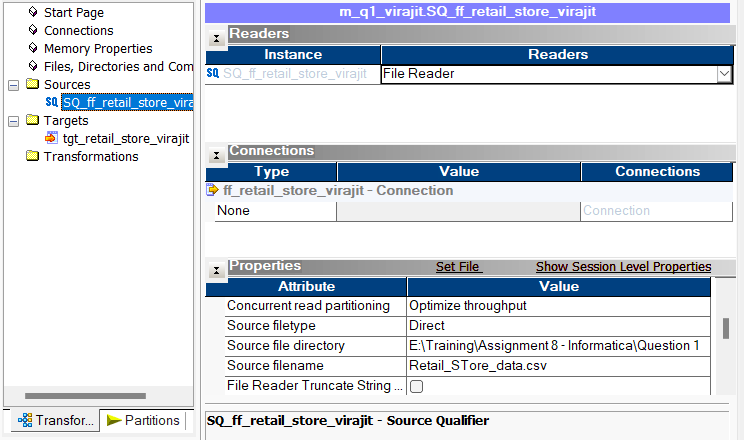 Start Page
Connections
Memory Properties
Files, Directories and Com
Sources
SQ SQ_ff_retail_store_vira
Targets
tgt_retail_store_virajit
Transformations
Transfor... Partitions
m_q1_virajit.SQ_ff_retail_store_virajit
Readers
Instance Readers
SQ SQ_ff_retail_store_virajit File Reader
Connections
Type Value Connections
ff_retail_store_virajit - Connection
None Connection
Properties Set File Show Session Level Properties
Attribute Value
Concurrent read partitioning Optimize throughput
Source filetype Direct
Source file directory E:\Training\Assignment 8 - Informatica\Question 1
Source filename Retail_STore_data.csv
File Reader Truncate String ...
SQ_ff_retail_store_virajit - Source Qualifier